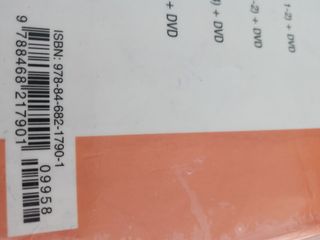 ISBN: 978-84-682-1790-1
9 788468 217901
09958
+ DVD
) + DVD
-2) + DVD
1-2) + DVD